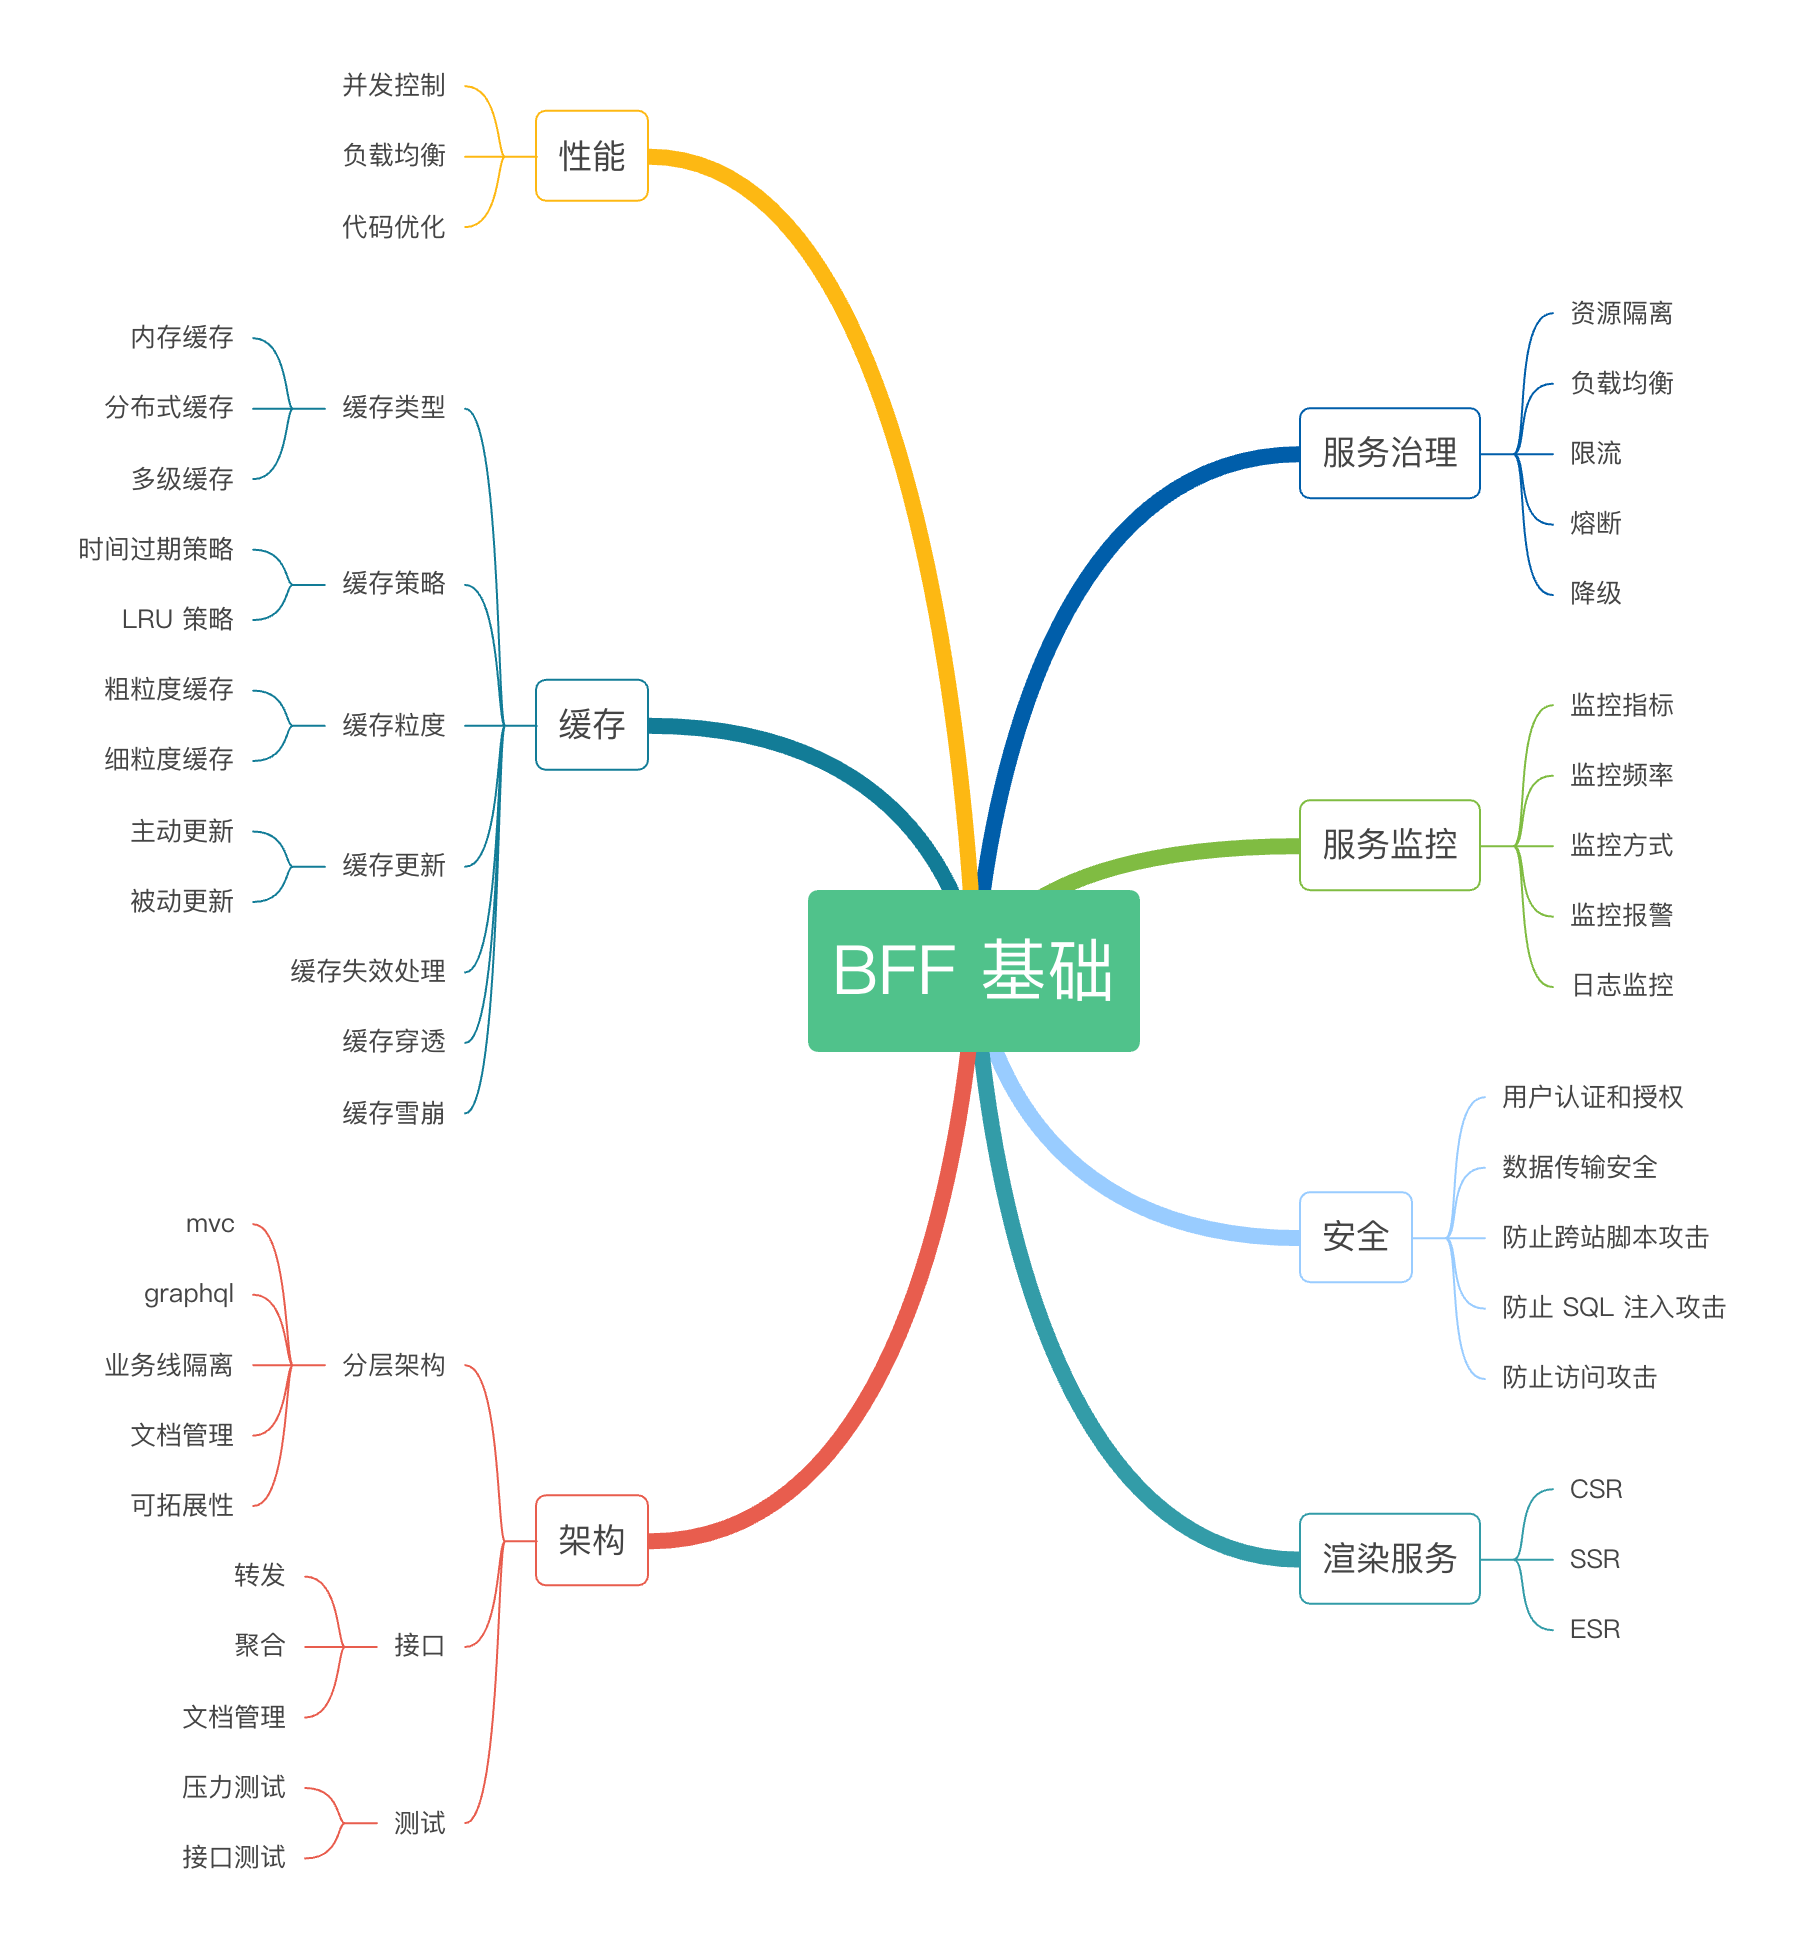 BFF 基础
性能
并发控制
负载均衡
代码优化
缓存
缓存类型
内存缓存
分布式缓存
多级缓存
缓存策略
时间过期策略
LRU 策略
缓存粒度
粗粒度缓存
细粒度缓存
缓存更新
主动更新
被动更新
缓存失效处理
缓存穿透
缓存雪崩
架构
分层架构
mvc
graphql
业务线隔离
文档管理
可拓展性
接口
转发
聚合
文档管理
测试
压力测试
接口测试
服务治理
资源隔离
负载均衡
限流
熔断
降级
服务监控
监控指标
监控频率
监控方式
监控报警
日志监控
安全
用户认证和授权
数据传输安全
防止跨站脚本攻击
防止 SQL 注入攻击
防止访问攻击
渲染服务
CSR
SSR
ESR